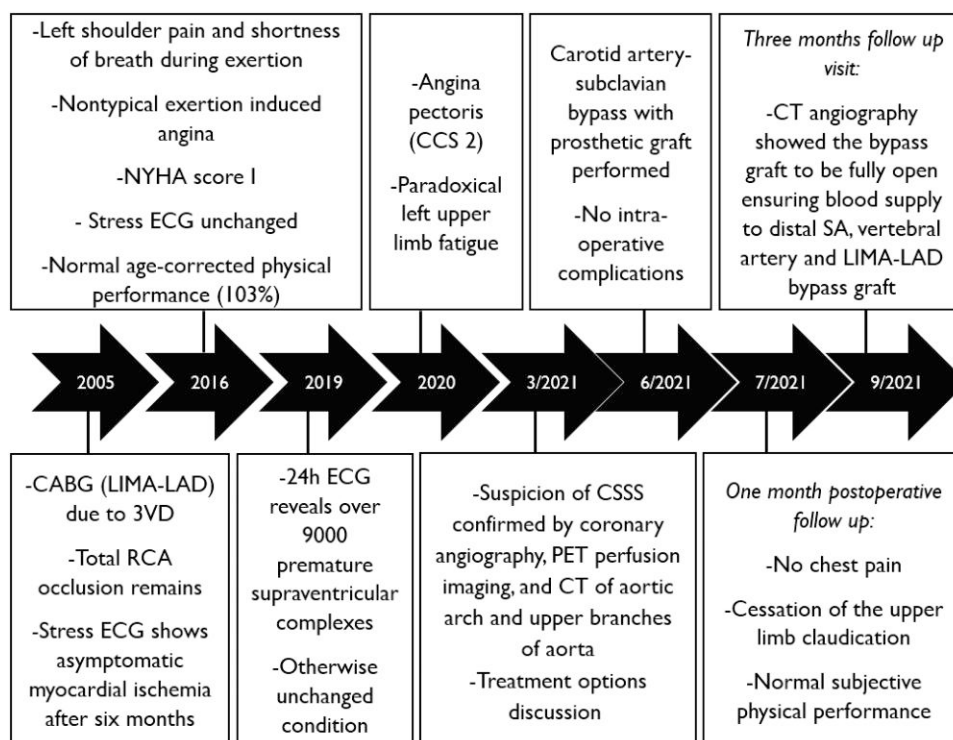 -Left shoulder pain and shortness
of breath during exertion
-Nontypical exertion induced
angina
-NYHA score I
- Stress ECG unchanged
-Normal age-corrected physical
performance (103%)
-Angina
pectoris
(CCS 2)
-Paradoxical
left upper
limb fatigue
Carotid artery-
subclavian
bypass with
prosthetic graft
performed
-No intra-
operative
complications
Three months follow up
visit:
-CT angiography
showed the bypass
graft to be fully open
ensuring blood supply
to distal SA, vertebral
artery and LIMA-LAD
bypass graft
2005
2016
2019
2020
3/2021
6/2021
7/2021
9/2021
-CABG (LIMA-LAD)
due to 3VD
-Total RCA
occlusion remains
-Stress ECG shows
asymptomatic
myocardial ischemia
after six months
-24h ECG
reveals over
9000
premature
supraventricular
complexes
-Otherwise
unchanged
condition
-Suspicion of CSSS
confirmed by coronary
angiography, PET perfusion
imaging, and CT of aortic
arch and upper branches of
aorta
-Treatment options
discussion
One month postoperative
follow up:
-No chest pain
-Cessation of the upper
limb claudication
-Normal subjective
physical performance